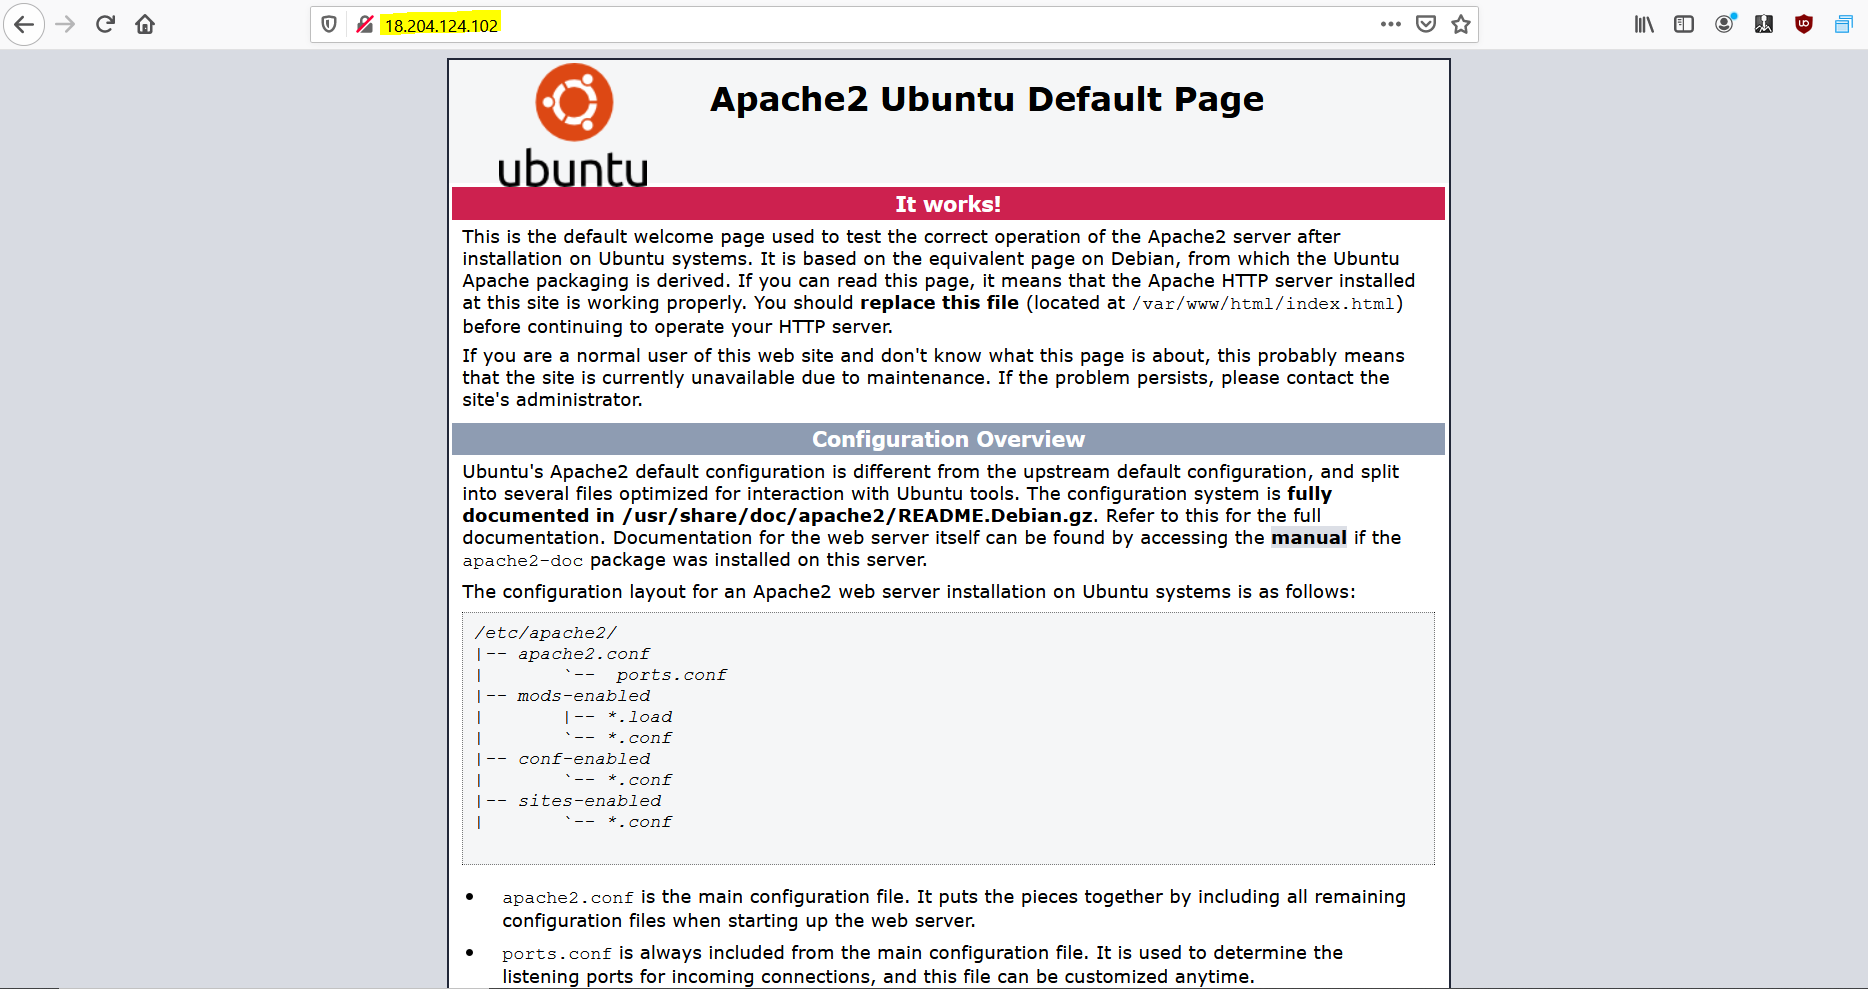 18.204.124.102
ubuntu
Apache2 Ubuntu Default Page
It works!
This is the default welcome page used to test the correct operation of the Apache2 server after
installation on Ubuntu systems. It is based on the equivalent page on Debian, from which the Ubuntu
Apache packaging is derived. If you can read this page, it means that the Apache HTTP server installed
at this site is working properly. You should replace this file (located at /var/www/html/index.html)
before continuing to operate your HTTP server.
If you are a normal user of this web site and don't know what this page is about, this probably means
that the site is currently unavailable due to maintenance. If the problem persists, please contact the
site's administrator.
Configuration Overview
Ubuntu's Apache2 default configuration is different from the upstream default configuration, and split
into several files optimized for interaction with Ubuntu tools. The configuration system is fully
documented in /usr/share/doc/apache2/README.Debian.gz. Refer to this for the full
documentation. Documentation for the web server itself can be found by accessing the manual if the
apache2-doc package was installed on this server.
The configuration layout for an Apache2 web server installation on Ubuntu systems is as follows:
/etc/apache2/
|-- apache2.conf
|       `--  ports.conf
|-- mods-enabled
|       |-- *.load
|       `-- *.conf
|-- conf-enabled
|       `-- *.conf
|-- sites-enabled
|       `-- *.conf
• apache2.conf is the main configuration file. It puts the pieces together by including all remaining
configuration files when starting up the web server.
• ports.conf is always included from the main configuration file. It is used to determine the
listening ports for incoming connections, and this file can be customized anytime.